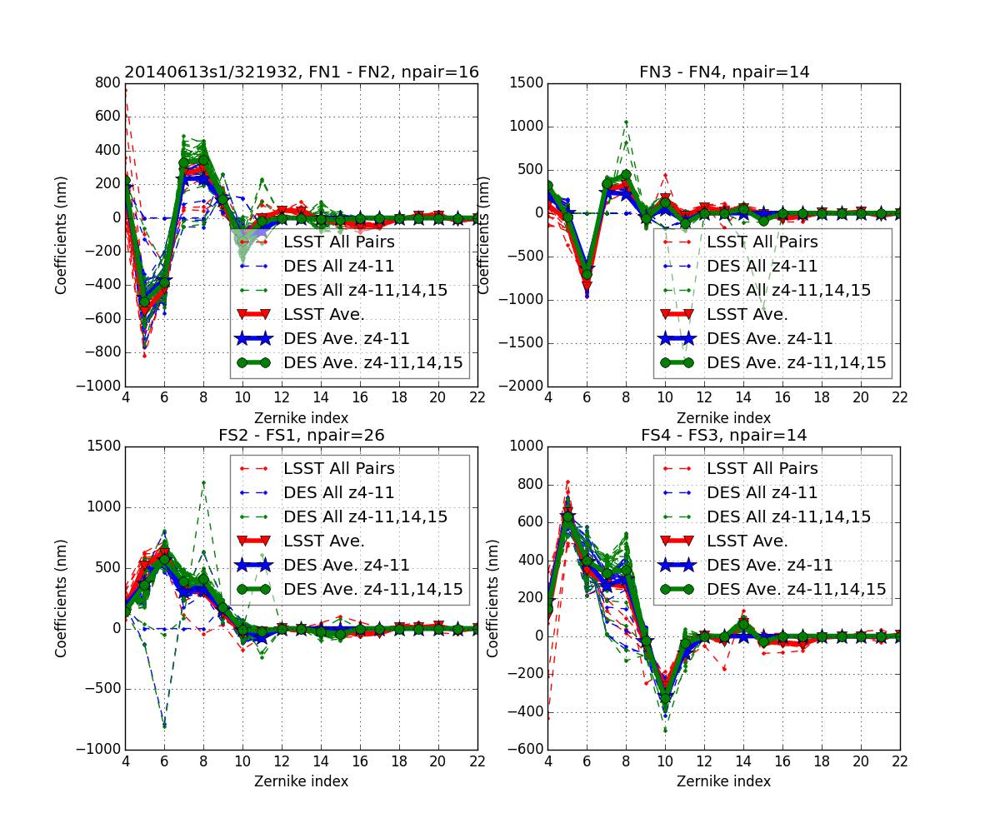 20140613s1/321932, FN1 - FN2, npair=16
800
600
400
200
0
−200
−400
−600
−800
−1000
Coefficients (nm)
LSST All Pairs
DES All z4-11
DES All z4-11,14,15
LSST Ave.
DES Ave. z4-11
DES Ave. z4-11,14,15
4 6 8 10 12 14 16 18 20 22
Zernike index
FN3 - FN4, npair=14
1500
1000
500
0
−500
−1000
−1500
−2000
Coefficients (nm)
LSST All Pairs
DES All z4-11
DES All z4-11,14,15
LSST Ave.
DES Ave. z4-11
DES Ave. z4-11,14,15
4 6 8 10 12 14 16 18 20 22
Zernike index
FS2 - FS1, npair=26
1500
1000
500
0
−500
−1000
Coefficients (nm)
LSST All Pairs
DES All z4-11
DES All z4-11,14,15
LSST Ave.
DES Ave. z4-11
DES Ave. z4-11,14,15
4 6 8 10 12 14 16 18 20 22
Zernike index
FS4 - FS3, npair=14
1000
800
600
400
200
0
−200
−400
−600
Coefficients (nm)
LSST All Pairs
DES All z4-11
DES All z4-11,14,15
LSST Ave.
DES Ave. z4-11
DES Ave. z4-11,14,15
4 6 8 10 12 14 16 18 20 22
Zernike index